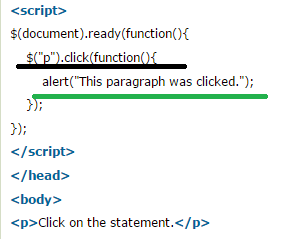 <script>
$(document).ready(function(){
$("p").click(function(){
alert("This paragraph was clicked.");
});
});
</script>
</head>
<body>
<p>Click on the statement.</p>